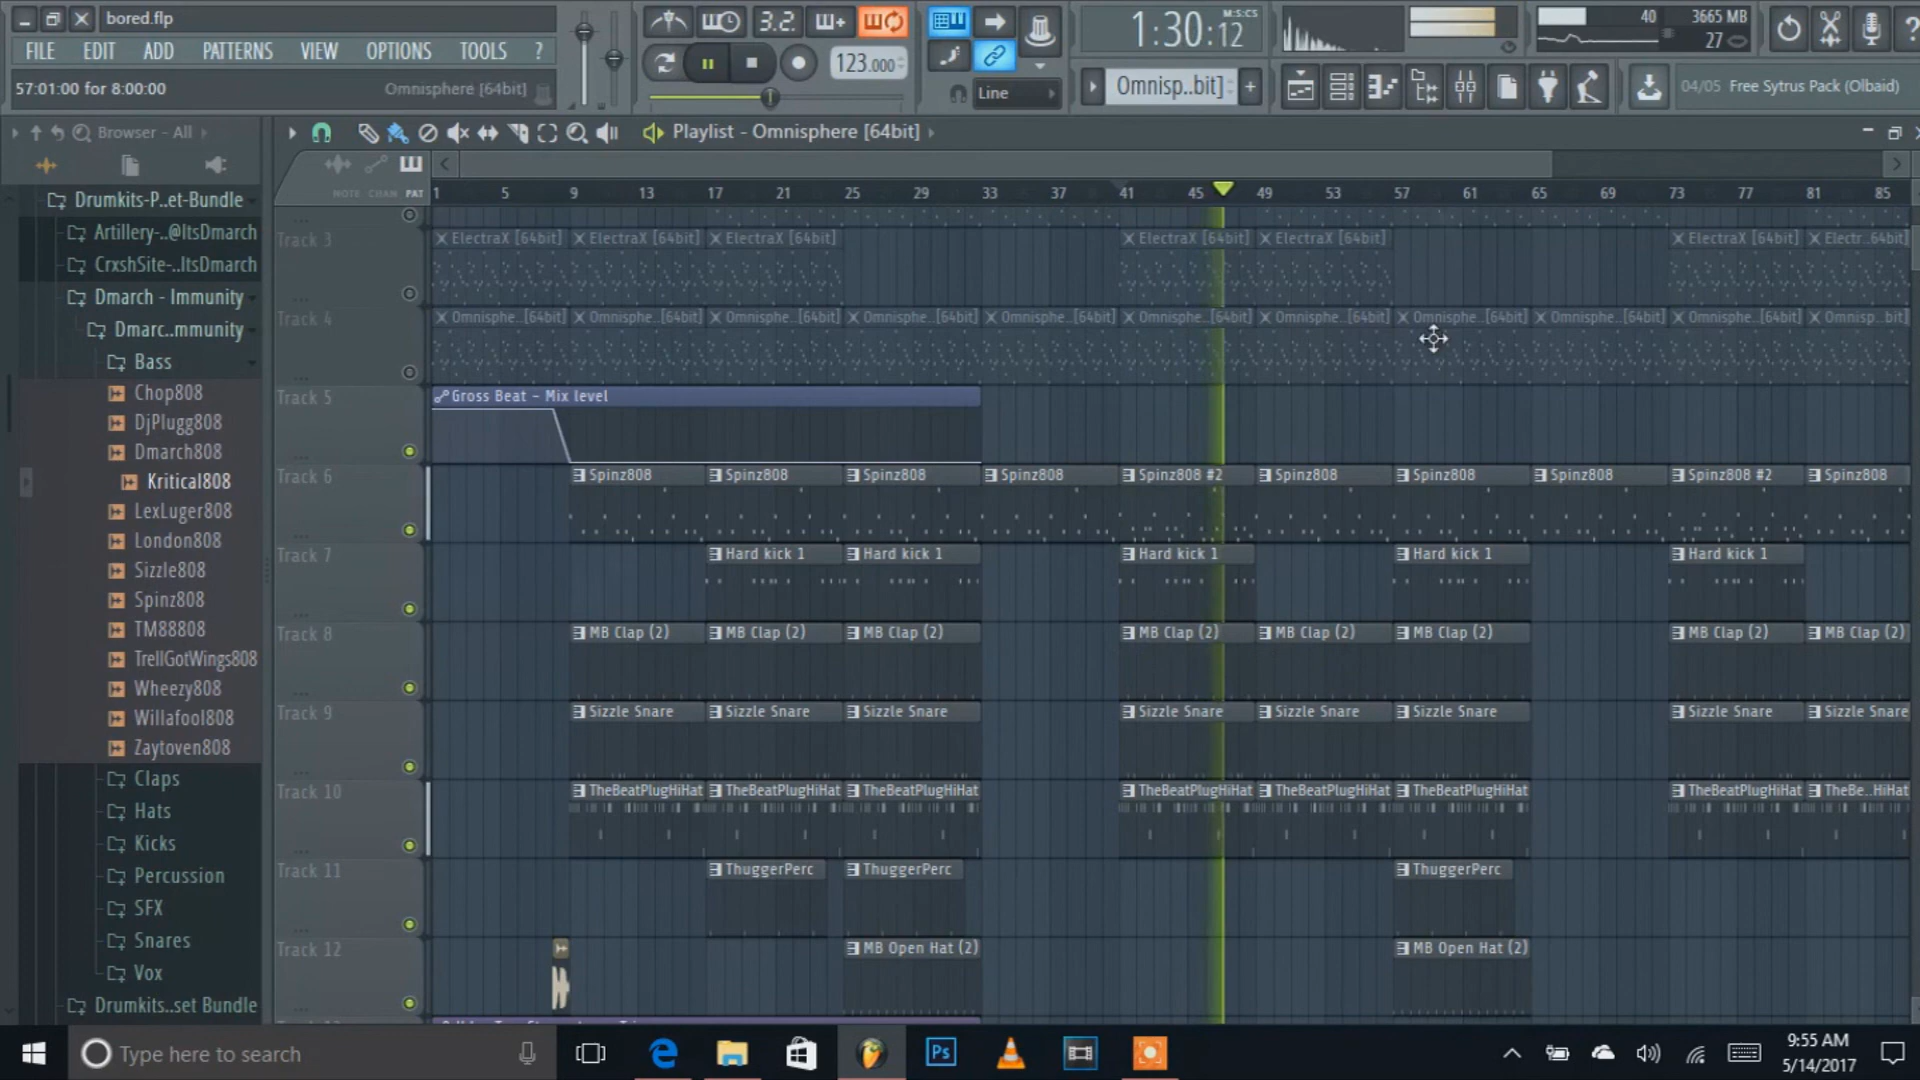 bored.flp
FILE EDIT ADD PATTERNS VIEW OPTIONS TOOLS ?
57:01:00 for 8:00:00 Omnisphere [64bit]
3.2.
123.000
Line
1:30:12 M:S:CS
Omnisp..bit]
40 3665 MB
27
04/05 Free Sytrus Pack (Olbaid)
Browser - All
Playlist - Omnisphere [64bit]
NOTE CHAN PAT
1 5 9 13 17 21 25 29 33 37 41 45 49 53 57 61 65 69 73 77 81 85
Drumkits-P..et-Bundle
Artillery-..@ItsDmarch
CrxshSite-..ItsDmarch
Dmarch - Immunity
Dmarc..mmunity
Bass
Chop808
DjPlugg808
Dmarch808
Kritical808
LexLuger808
London808
Sizzle808
Spinz808
TM88808
TrellGotWings808
Wheezy808
Willafool808
Zaytoven808
Claps
Hats
Kicks
Percussion
SFX
Snares
Vox
Drumkits..set Bundle
Track 3 ElectraX [64bit] ElectraX [64bit] ElectraX [64bit] ElectraX [64bit] ElectraX [64bit] ElectraX [64bit] Electr..64bit]
Track 4 Omnisphe..[64bit] Omnisphe..[64bit] Omnisphe..[64bit] Omnisphe..[64bit] Omnisphe..[64bit] Omnisphe..[64bit] Omnisphe..[64bit] Omnisphe..[64bit] Omnisphe..[64bit] Omnisphe..[64bit] Omnisp..bit]
Track 5 Gross Beat - Mix level
Track 6 Spinz808 Spinz808 Spinz808 Spinz808 Spinz808 #2 Spinz808 Spinz808 Spinz808 Spinz808 #2 Spinz808
Track 7 Hard kick 1 Hard kick 1 Hard kick 1 Hard kick 1 Hard kick 1
Track 8 MB Clap (2) MB Clap (2) MB Clap (2) MB Clap (2) MB Clap (2) MB Clap (2) MB Clap (2) MB Clap (2)
Track 9 Sizzle Snare Sizzle Snare Sizzle Snare Sizzle Snare Sizzle Snare Sizzle Snare Sizzle Snare Sizzle Snare
Track 10 TheBeatPlugHiHat TheBeatPlugHiHat TheBeatPlugHiHat TheBeatPlugHiHat TheBeatPlugHiHat TheBeatPlugHiHat TheBeatPlugHiHat TheBe..HiHat
Track 11 ThuggerPerc ThuggerPerc ThuggerPerc
Track 12 MB Open Hat (2) MB Open Hat (2)
Type here to search
Ps
9:55 AM
5/14/2017